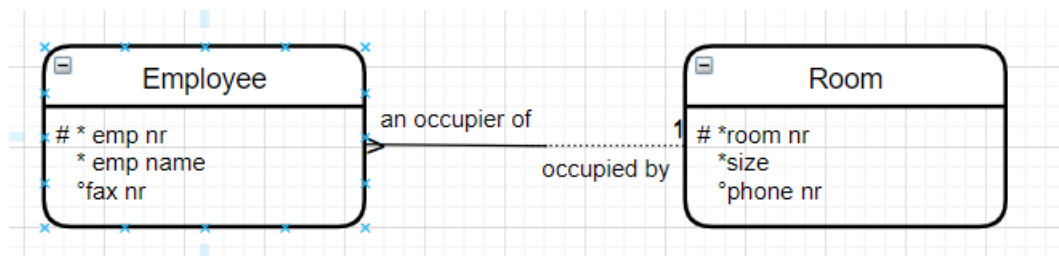 Employee
# * emp nr
* emp name
°fax nr
an occupier of
occupied by
1
Room
# *room nr
*size
°phone nr